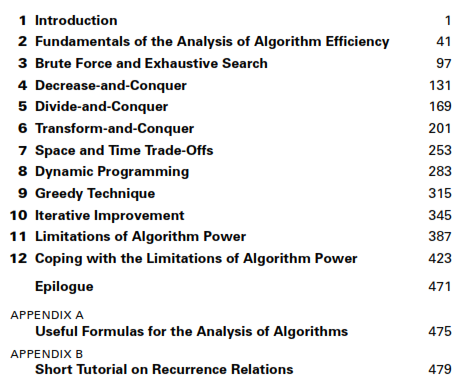 1 Introduction 1
2 Fundamentals of the Analysis of Algorithm Efficiency 41
3 Brute Force and Exhaustive Search 97
4 Decrease-and-Conquer 131
5 Divide-and-Conquer 169
6 Transform-and-Conquer 201
7 Space and Time Trade-Offs 253
8 Dynamic Programming 283
9 Greedy Technique 315
10 Iterative Improvement 345
11 Limitations of Algorithm Power 387
12 Coping with the Limitations of Algorithm Power 423
Epilogue 471
APPENDIX A
Useful Formulas for the Analysis of Algorithms 475
APPENDIX B
Short Tutorial on Recurrence Relations 479